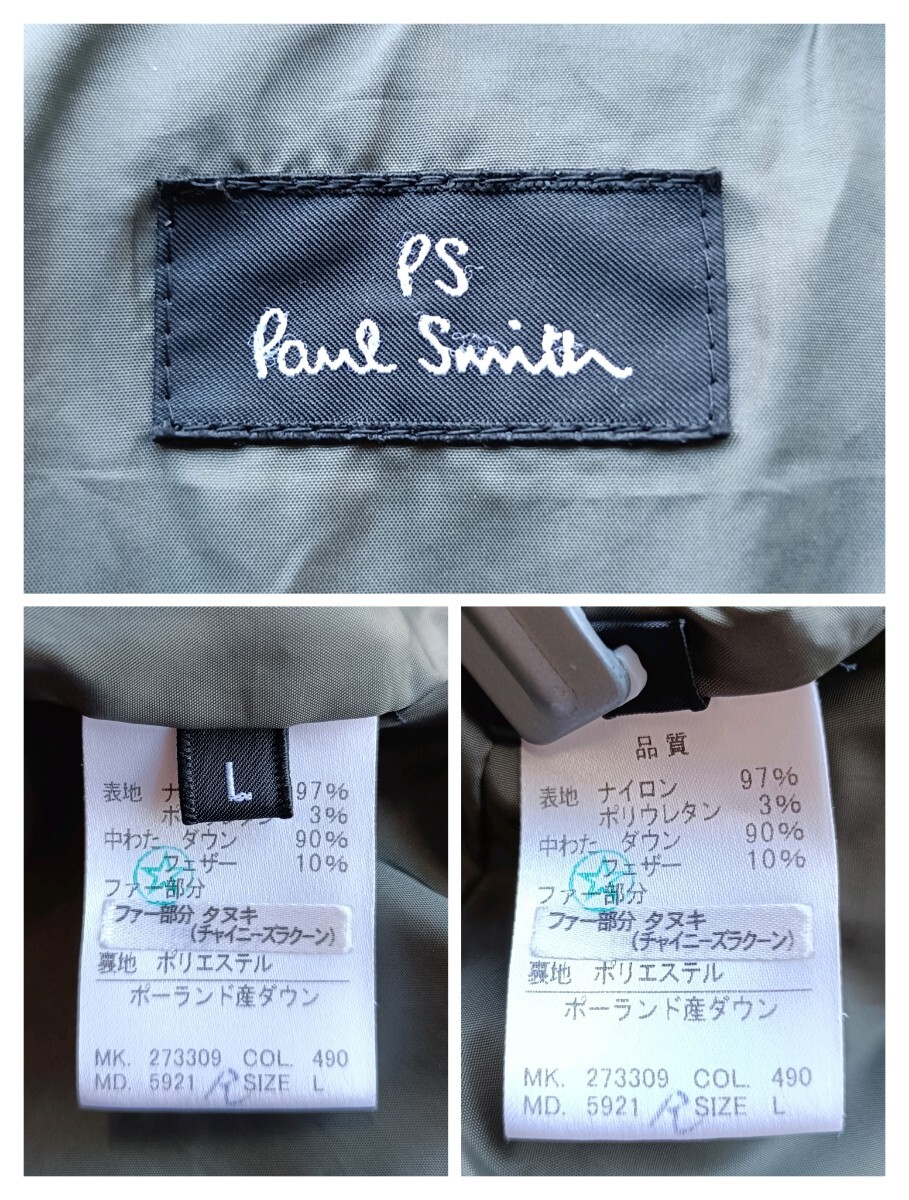 PS
Paul Smith
L
表地 ナ 97%
ポ タン 3%
中わた ダウン 90%
フェザー 10%
ファー部分
ファー部分 タヌキ
(チャイニーズラクーン)
裏地 ポリエステル
ポーランド産ダウン
MK. 273309 COL. 490
MD. 5921 SIZE L
品質
表地 ナイロン 97%
ポリウレタン 3%
中わた ダウン 90%
フェザー 10%
ファー部分
ファー部分 タヌキ
(チャイニーズラクーン)
裏地 ポリエステル
ポーランド産ダウン
MK. 273309 COL. 490
MD. 5921 SIZE L